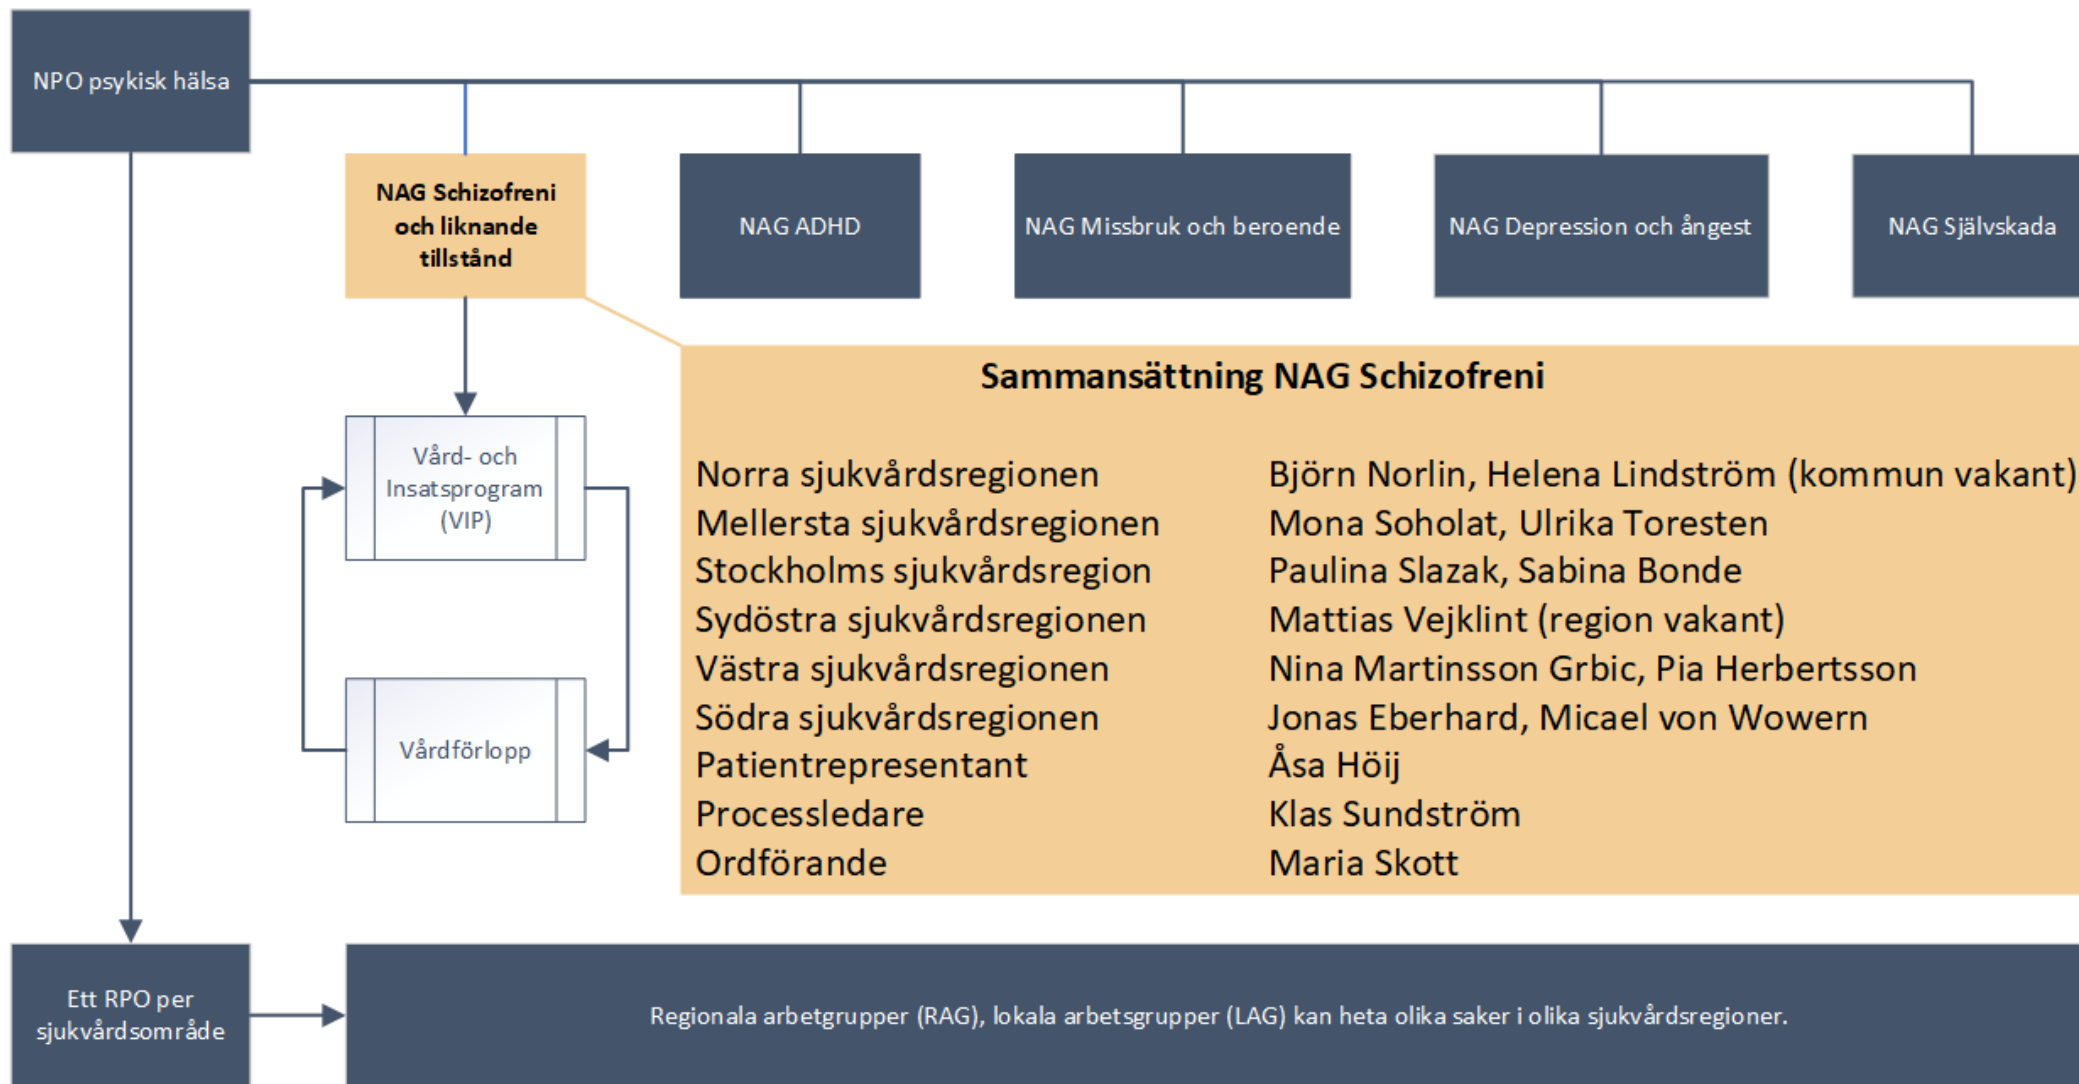 NPO psykisk hälsa
NAG Schizofreni
och liknande
tillstånd
NAG ADHD
NAG Missbruk och beroende
NAG Depression och ångest
NAG Självskada
Sammansättning NAG Schizofreni
Norra sjukvårdsregionen Björn Norlin, Helena Lindström (kommun vakant)
Mellersta sjukvårdsregionen Mona Soholat, Ulrika Toresten
Stockholms sjukvårdsregion Paulina Slazak, Sabina Bonde
Sydöstra sjukvårdsregionen Mattias Vejklint (region vakant)
Västra sjukvårdsregionen Nina Martinsson Grbic, Pia Herbertsson
Södra sjukvårdsregionen Jonas Eberhard, Micael von Wowern
Patientrepresentant Åsa Höij
Processledare Klas Sundström
Ordförande Maria Skott
Vård- och
Insatsprogram
(VIP)
Vårdförlopp
Ett RPO per
sjukvårdsområde
Regionala arbetgrupper (RAG), lokala arbetsgrupper (LAG) kan heta olika saker i olika sjukvårdsregioner.